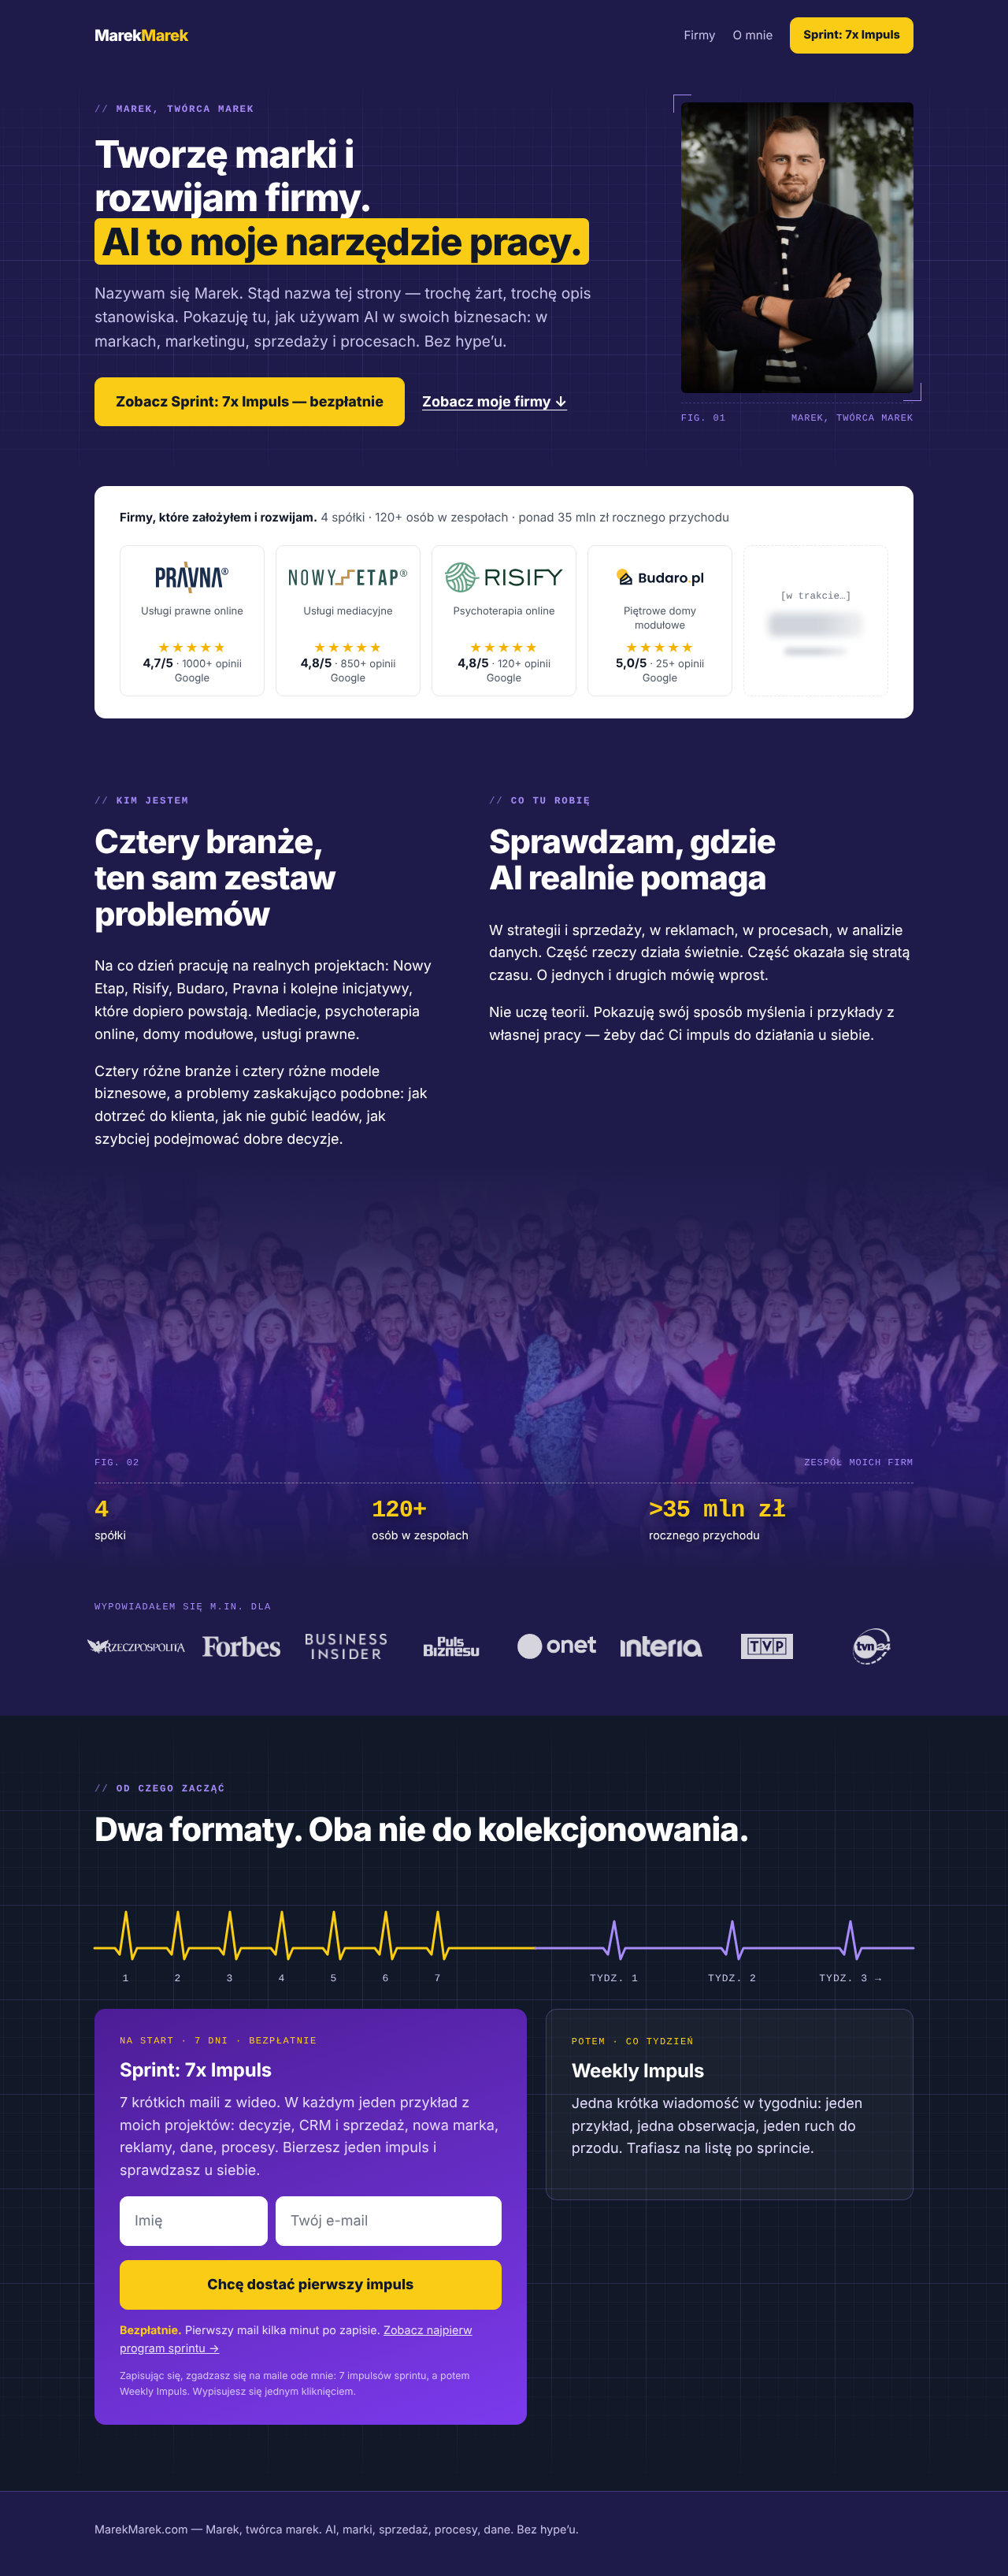 MarekMarek
Firmy
O mnie
Sprint: 7x Impuls
// MAREK, TWÓRCA MAREK
Tworzę marki i
rozwijam firmy.
AI to moje narzędzie pracy.
Nazywam się Marek. Stąd nazwa tej strony — trochę żart, trochę opis
stanowiska. Pokazuję tu, jak używam AI w swoich biznesach: w
markach, marketingu, sprzedaży i procesach. Bez hype’u.
Zobacz Sprint: 7x Impuls — bezpłatnie
Zobacz moje firmy ↓
FIG. 01
MAREK, TWÓRCA MAREK
Firmy, które założyłem i rozwijam. 4 spółki · 120+ osób w zespołach · ponad 35 mln zł rocznego przychodu
PRAVNA®
Usługi prawne online
★★★★★
4,7/5 · 1000+ opinii
Google
NOWY ETAP®
Usługi mediacyjne
★★★★★
4,8/5 · 850+ opinii
Google
RISIFY
Psychoterapia online
★★★★★
4,8/5 · 120+ opinii
Google
Budaro.pl
Piętrowe domy
modułowe
★★★★★
5,0/5 · 25+ opinii
Google
[w trakcie…]
// KIM JESTEM
Cztery branże,
ten sam zestaw
problemów
Na co dzień pracuję na realnych projektach: Nowy
Etap, Risify, Budaro, Pravna i kolejne inicjatywy,
które dopiero powstają. Mediacje, psychoterapia
online, domy modułowe, usługi prawne.
Cztery różne branże i cztery różne modele
biznesowe, a problemy zaskakująco podobne: jak
dotrzeć do klienta, jak nie gubić leadów, jak
szybciej podejmować dobre decyzje.
// CO TU ROBIĘ
Sprawdzam, gdzie
AI realnie pomaga
W strategii i sprzedaży, w reklamach, w procesach, w analizie
danych. Część rzeczy działa świetnie. Część okazała się stratą
czasu. O jednych i drugich mówię wprost.
Nie uczę teorii. Pokazuję swój sposób myślenia i przykłady z
własnej pracy — żeby dać Ci impuls do działania u siebie.
FIG. 02
ZESPÓŁ MOICH FIRM
4
spółki
120+
osób w zespołach
>35 mln zł
rocznego przychodu
WYPOWIADAŁEM SIĘ M.IN. DLA
RZECZPOSPOLITA
Forbes
BUSINESS
INSIDER
Puls
Biznesu
onet
interia
TVP
tvn24
// OD CZEGO ZACZĄĆ
Dwa formaty. Oba nie do kolekcjonowania.
1
2
3
4
5
6
7
TYDZ. 1
TYDZ. 2
TYDZ. 3 →
NA START · 7 DNI · BEZPŁATNIE
Sprint: 7x Impuls
7 krótkich maili z wideo. W każdym jeden przykład z
moich projektów: decyzje, CRM i sprzedaż, nowa marka,
reklamy, dane, procesy. Bierzesz jeden impuls i
sprawdzasz u siebie.
Imię
Twój e-mail
Chcę dostać pierwszy impuls
Bezpłatnie. Pierwszy mail kilka minut po zapisie. Zobacz najpierw
program sprintu →
Zapisując się, zgadzasz się na maile ode mnie: 7 impulsów sprintu, a potem
Weekly Impuls. Wypisujesz się jednym kliknięciem.
POTEM · CO TYDZIEŃ
Weekly Impuls
Jedna krótka wiadomość w tygodniu: jeden
przykład, jedna obserwacja, jeden ruch do
przodu. Trafiasz na listę po sprincie.
MarekMarek.com — Marek, twórca marek. AI, marki, sprzedaż, procesy, dane. Bez hype’u.